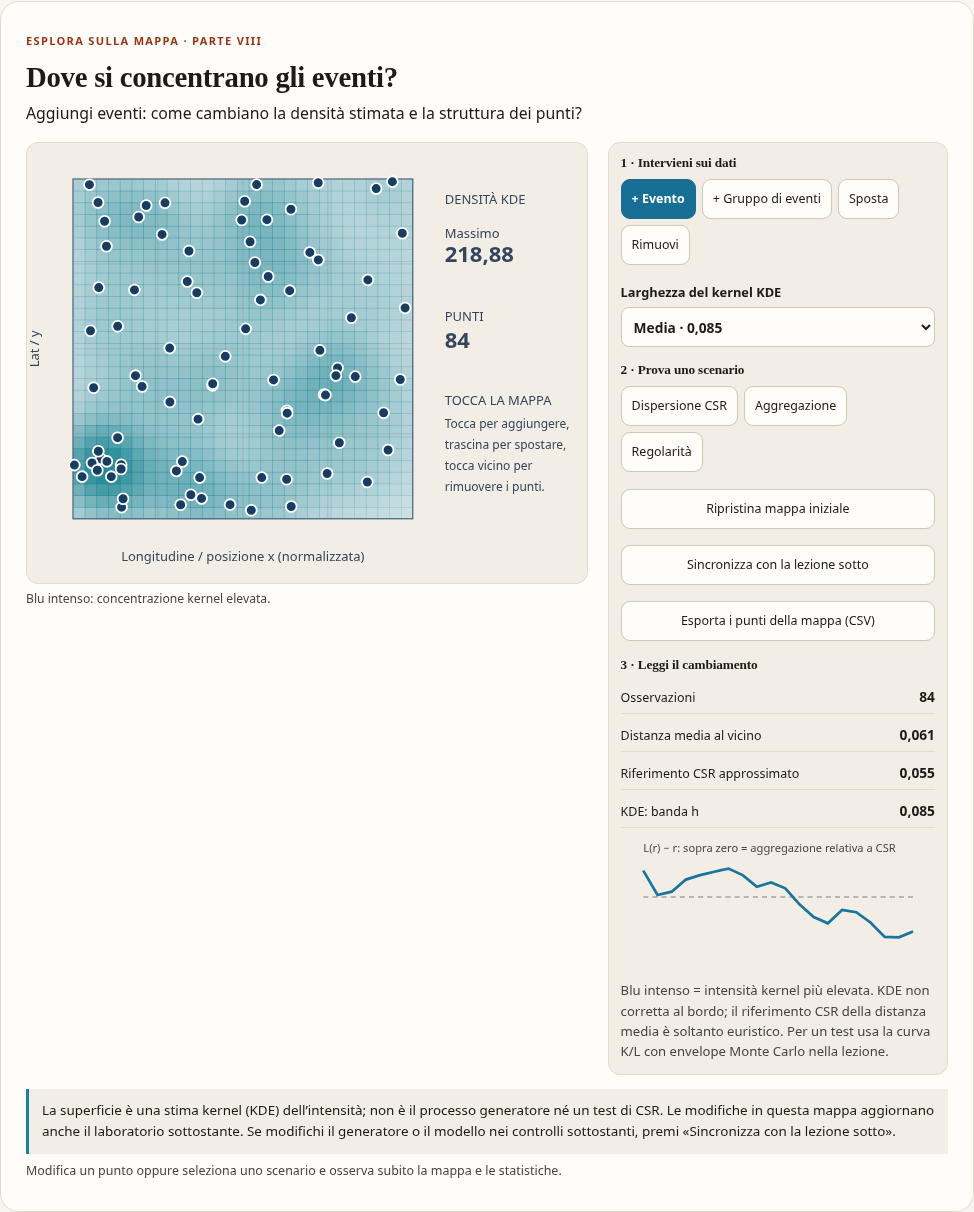 ESPLORA SULLA MAPPA · PARTE VIII
Dove si concentrano gli eventi?
Aggiungi eventi: come cambiano la densità stimata e la struttura dei punti?
Lat / y
DENSITÀ KDE
Massimo
218,88
PUNTI
84
TOCCA LA MAPPA
Tocca per aggiungere,
trascina per spostare,
tocca vicino per
rimuovere i punti.
Longitudine / posizione x (normalizzata)
Blu intenso: concentrazione kernel elevata.
1 · Intervieni sui dati
+ Evento
+ Gruppo di eventi
Sposta
Rimuovi
Larghezza del kernel KDE
Media · 0,085
2 · Prova uno scenario
Dispersione CSR
Aggregazione
Regolarità
Ripristina mappa iniziale
Sincronizza con la lezione sotto
Esporta i punti della mappa (CSV)
3 · Leggi il cambiamento
Osservazioni 84
Distanza media al vicino 0,061
Riferimento CSR approssimato 0,055
KDE: banda h 0,085
L(r) − r: sopra zero = aggregazione relativa a CSR
Blu intenso = intensità kernel più elevata. KDE non
corretta al bordo; il riferimento CSR della distanza
media è soltanto euristico. Per un test usa la curva
K/L con envelope Monte Carlo nella lezione.
La superficie è una stima kernel (KDE) dell’intensità; non è il processo generatore né un test di CSR. Le modifiche in questa mappa aggiornano
anche il laboratorio sottostante. Se modifichi il generatore o il modello nei controlli sottostanti, premi «Sincronizza con la lezione sotto».
Modifica un punto oppure seleziona uno scenario e osserva subito la mappa e le statistiche.